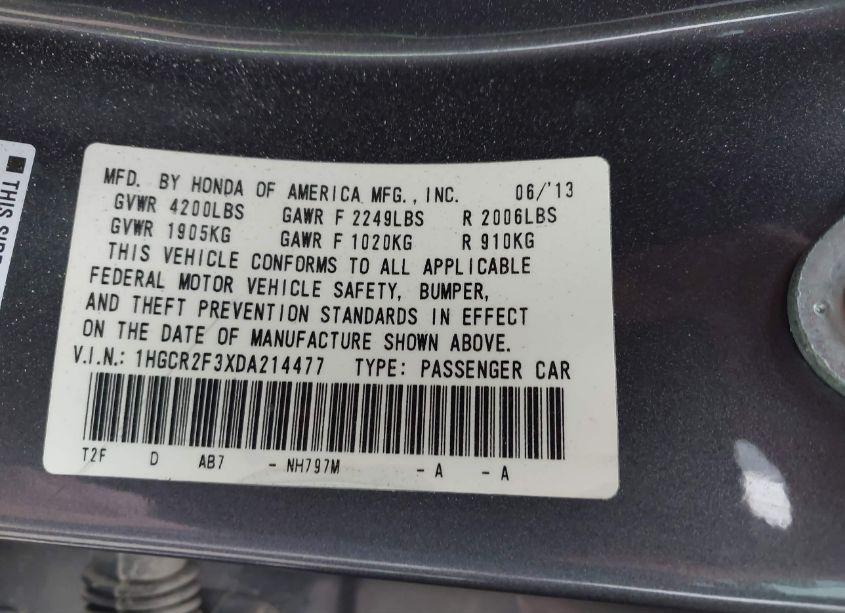 MFD. BY HONDA OF AMERICA MFG., INC. 06/'13
GVWR 4200LBS GAWR F 2249LBS R 2006LBS
GVWR 1905KG GAWR F 1020KG R 910KG
THIS VEHICLE CONFORMS TO ALL APPLICABLE
FEDERAL MOTOR VEHICLE SAFETY, BUMPER,
AND THEFT PREVENTION STANDARDS IN EFFECT
ON THE DATE OF MANUFACTURE SHOWN ABOVE.
V.I.N.: 1HGCR2F3XDA214477 TYPE: PASSENGER CAR
T2F D AB7 - NH797M - A - A
THIS